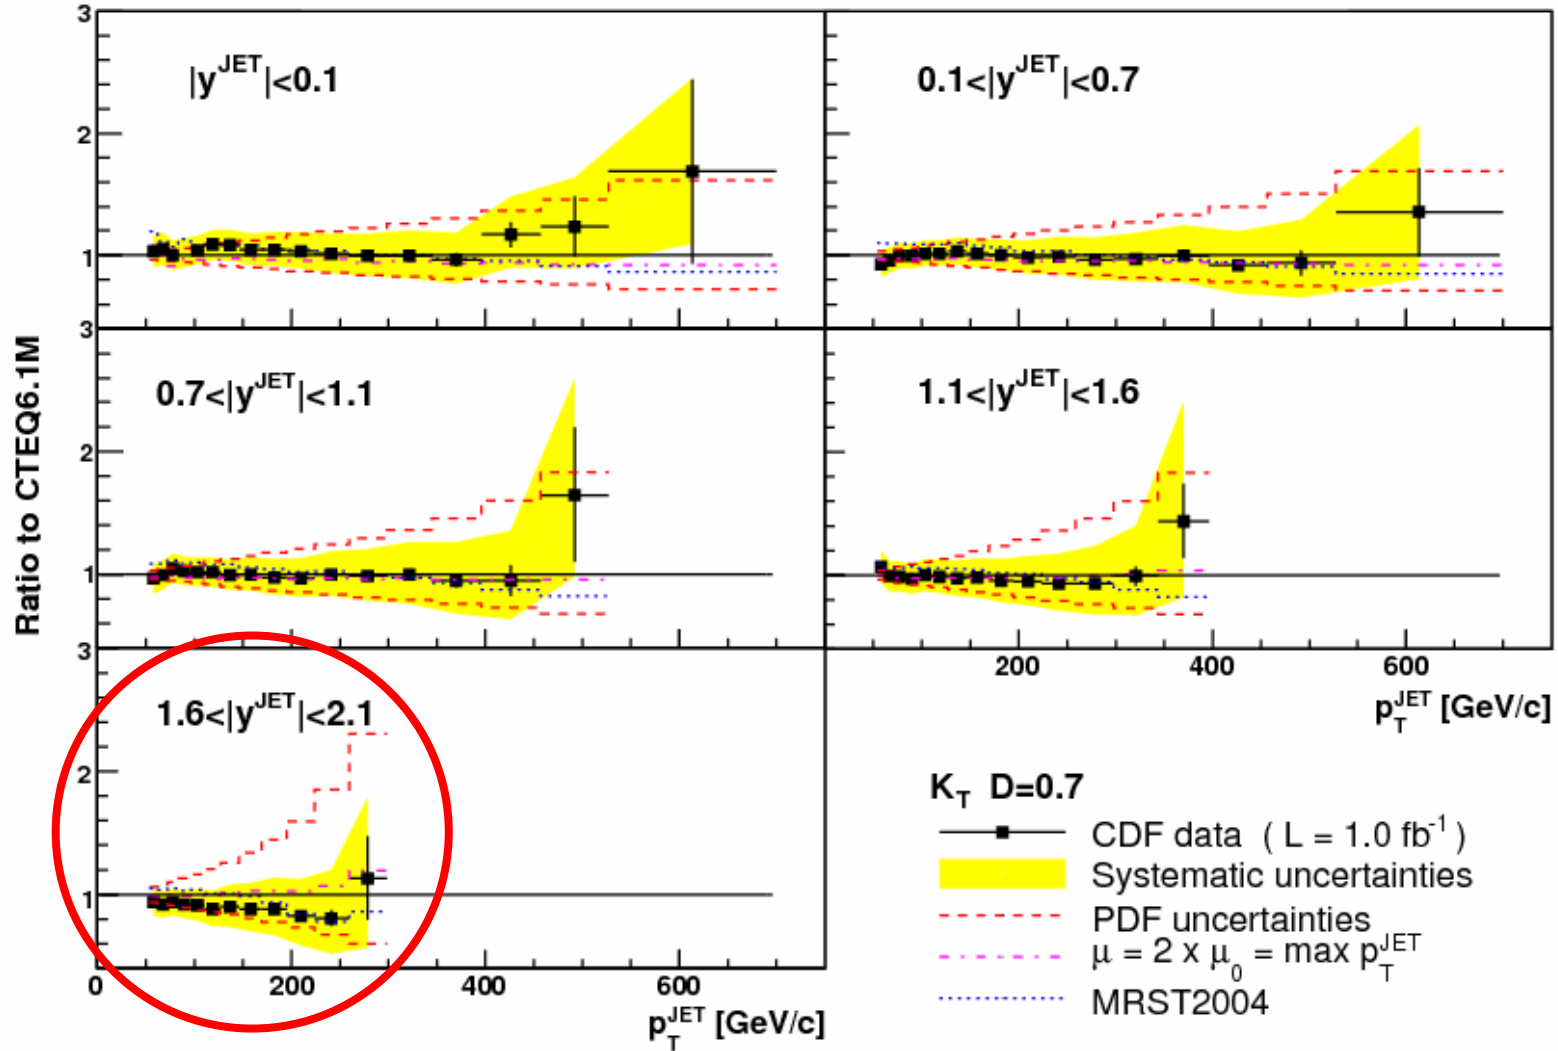 3
|y^JET|<0.1
0.1<|y^JET|<0.7
2
1
3
0.7<|y^JET|<1.1
1.1<|y^JET|<1.6
2
1
Ratio to CTEQ6.1M
3
200 400 600
p_T^JET [GeV/c]
1.6<|y^JET|<2.1
2
1
0 200 400 600
p_T^JET [GeV/c]
K_T D=0.7
CDF data ( L = 1.0 fb^-1 )
Systematic uncertainties
PDF uncertainties
μ = 2 x μ_0 = max p_T^JET
MRST2004